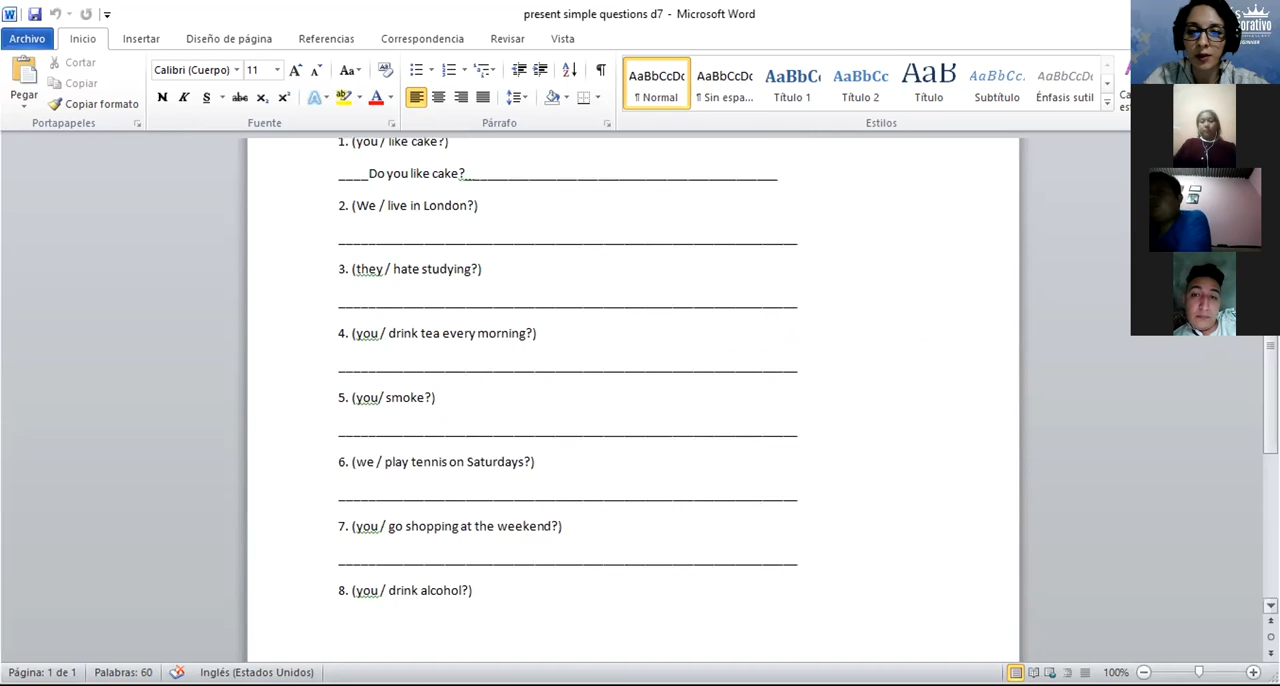 present simple questions d7 - Microsoft Word
Archivo Inicio Insertar Diseño de página Referencias Correspondencia Revisar Vista
Pegar
Cortar
Copiar
Copiar formato
Portapapeles
Calibri (Cuerpo) 11
Fuente
Párrafo
AaBbCcDc AaBbCcDc AaBbC AaBbCc AaB AaBbCc. AaBbCcDc
¶ Normal ¶ Sin espa... Título 1 Título 2 Título Subtítulo Énfasis sutil
Estilos
1. (you / like cake?)
____Do you like cake?__________________________________________
2. (We / live in London?)
3. (they / hate studying?)
4. (you / drink tea every morning?)
5. (you/ smoke?)
6. (we / play tennis on Saturdays?)
7. (you / go shopping at the weekend?)
8. (you / drink alcohol?)
Página: 1 de 1 Palabras: 60 Inglés (Estados Unidos) 100%